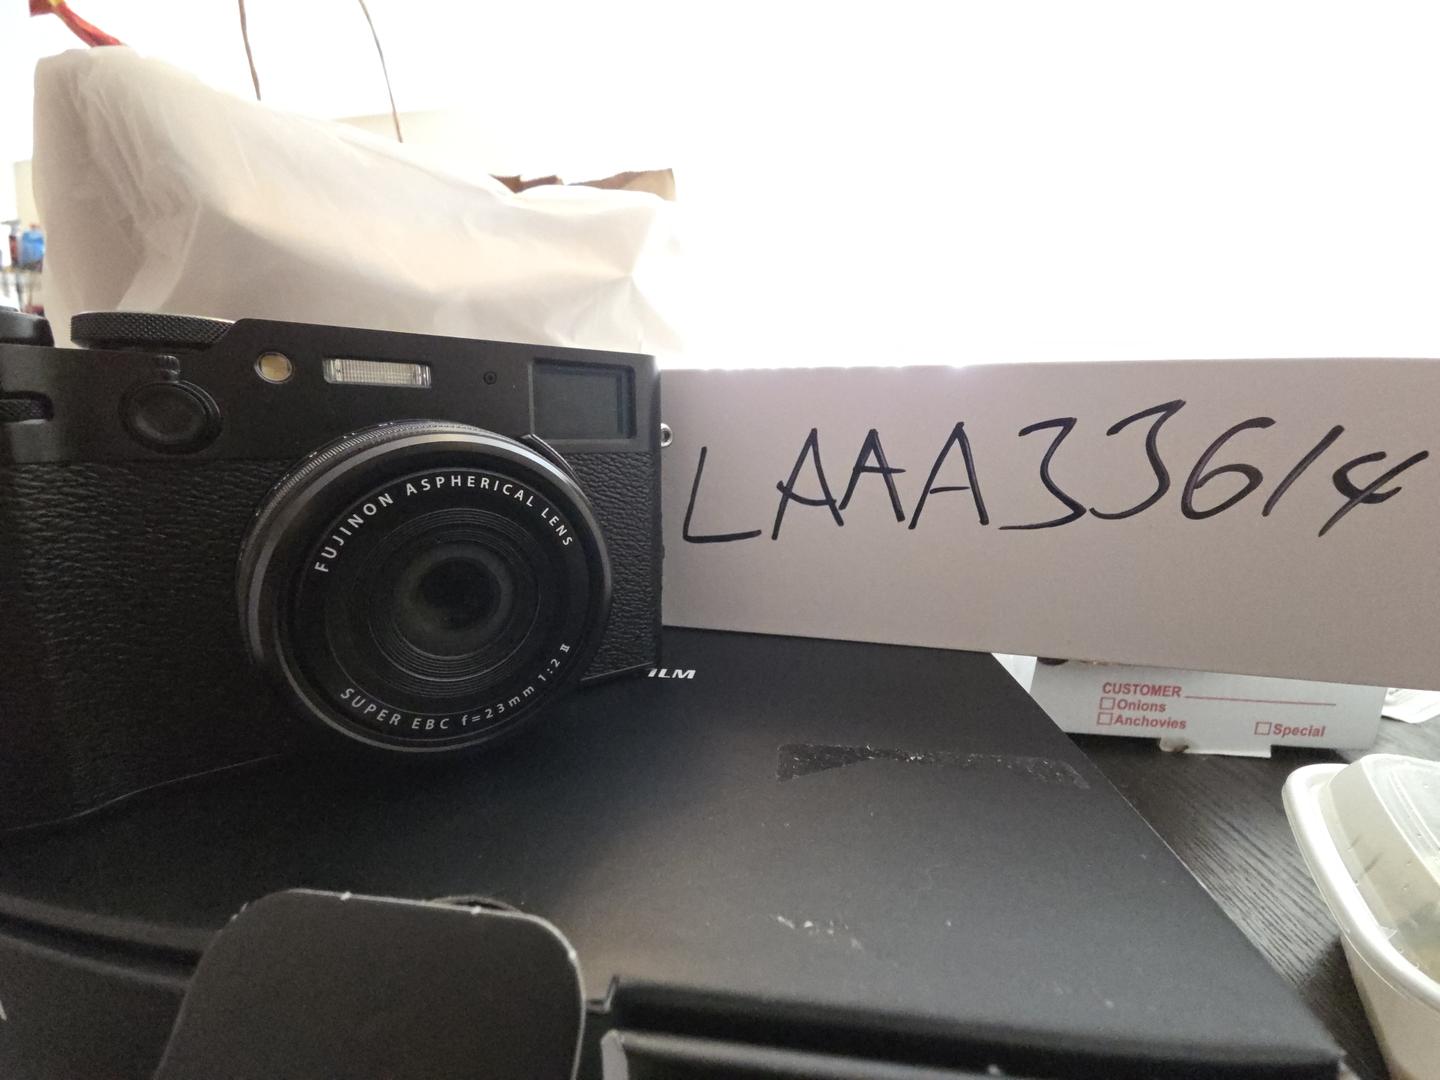 FUJINON ASPHERICAL LENS
SUPER EBC f=23mm 1:2 II
LAAA33614
ILM
CUSTOMER
Onions
Anchovies
Special